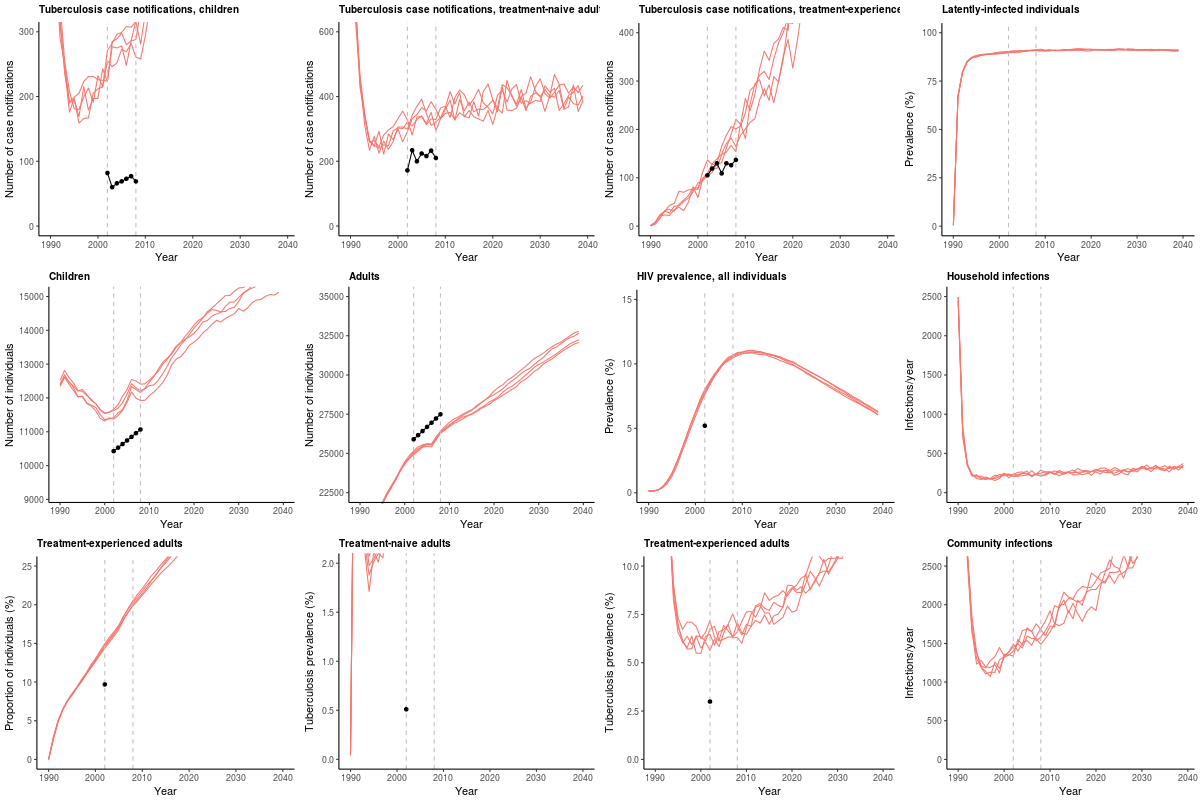 Tuberculosis case notifications, children
Number of case notifications
300
200
100
0
1990 2000 2010 2020 2030 2040
Year
Tuberculosis case notifications, treatment-naive adul
Number of case notifications
600
400
200
0
1990 2000 2010 2020 2030 2040
Year
Tuberculosis case notifications, treatment-experience
Number of case notifications
400
300
200
100
0
1990 2000 2010 2020 2030 2040
Year
Latently-infected individuals
Prevalence (%)
100
75
50
25
0
1990 2000 2010 2020 2030 2040
Year
Children
Number of individuals
15000
14000
13000
12000
11000
10000
9000
1990 2000 2010 2020 2030 2040
Year
Adults
Number of individuals
35000
32500
30000
27500
25000
22500
1990 2000 2010 2020 2030 2040
Year
HIV prevalence, all individuals
Prevalence (%)
15
10
5
0
1990 2000 2010 2020 2030 2040
Year
Household infections
Infections/year
2500
2000
1500
1000
500
0
1990 2000 2010 2020 2030 2040
Year
Treatment-experienced adults
Proportion of individuals (%)
25
20
15
10
5
0
1990 2000 2010 2020 2030 2040
Year
Treatment-naive adults
Tuberculosis prevalence (%)
2.0
1.5
1.0
0.5
0.0
1990 2000 2010 2020 2030 2040
Year
Treatment-experienced adults
Tuberculosis prevalence (%)
10.0
7.5
5.0
2.5
0.0
1990 2000 2010 2020 2030 2040
Year
Community infections
Infections/year
2500
2000
1500
1000
500
0
1990 2000 2010 2020 2030 2040
Year